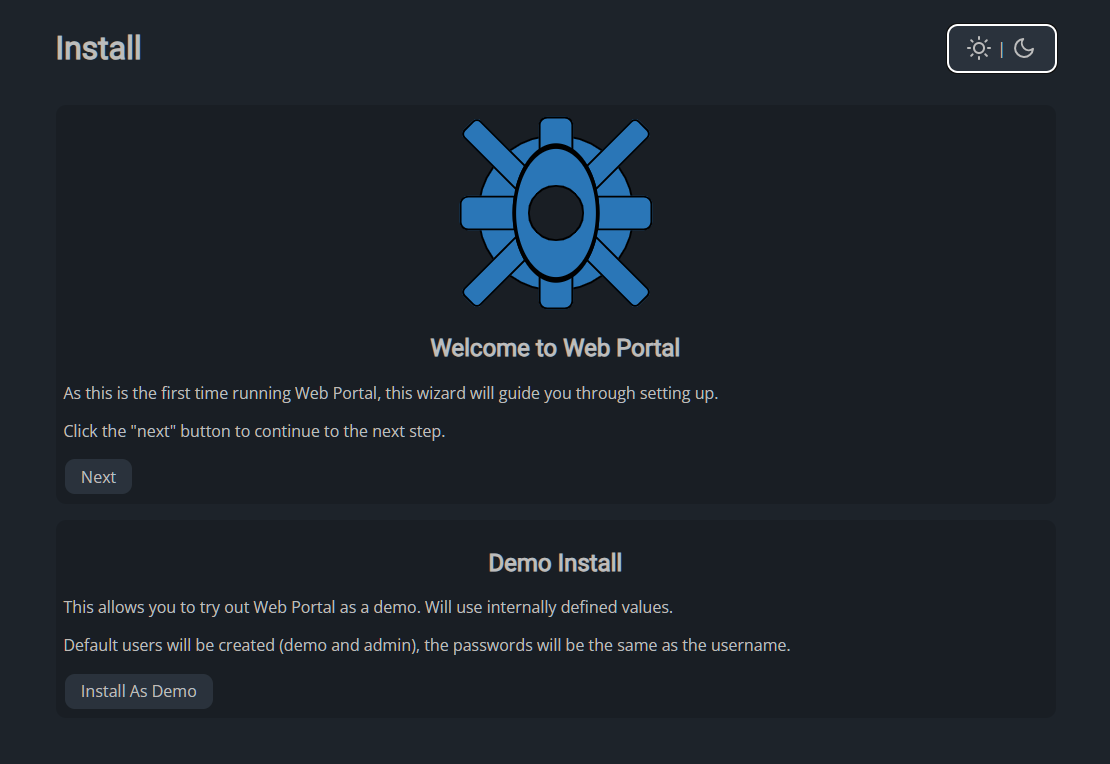 Install
|
Welcome to Web Portal
As this is the first time running Web Portal, this wizard will guide you through setting up.
Click the "next" button to continue to the next step.
Next
Demo Install
This allows you to try out Web Portal as a demo. Will use internally defined values.
Default users will be created (demo and admin), the passwords will be the same as the username.
Install As Demo